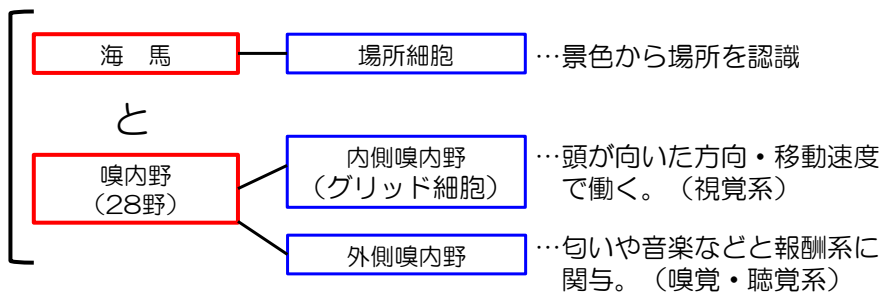 海 馬
場所細胞
…景色から場所を認識
と
嗅内野
(28野)
内側嗅内野
(グリッド細胞)
…頭が向いた方向・移動速度
で働く。(視覚系)
外側嗅内野
…匂いや音楽などと報酬系に
関与。(嗅覚・聴覚系)